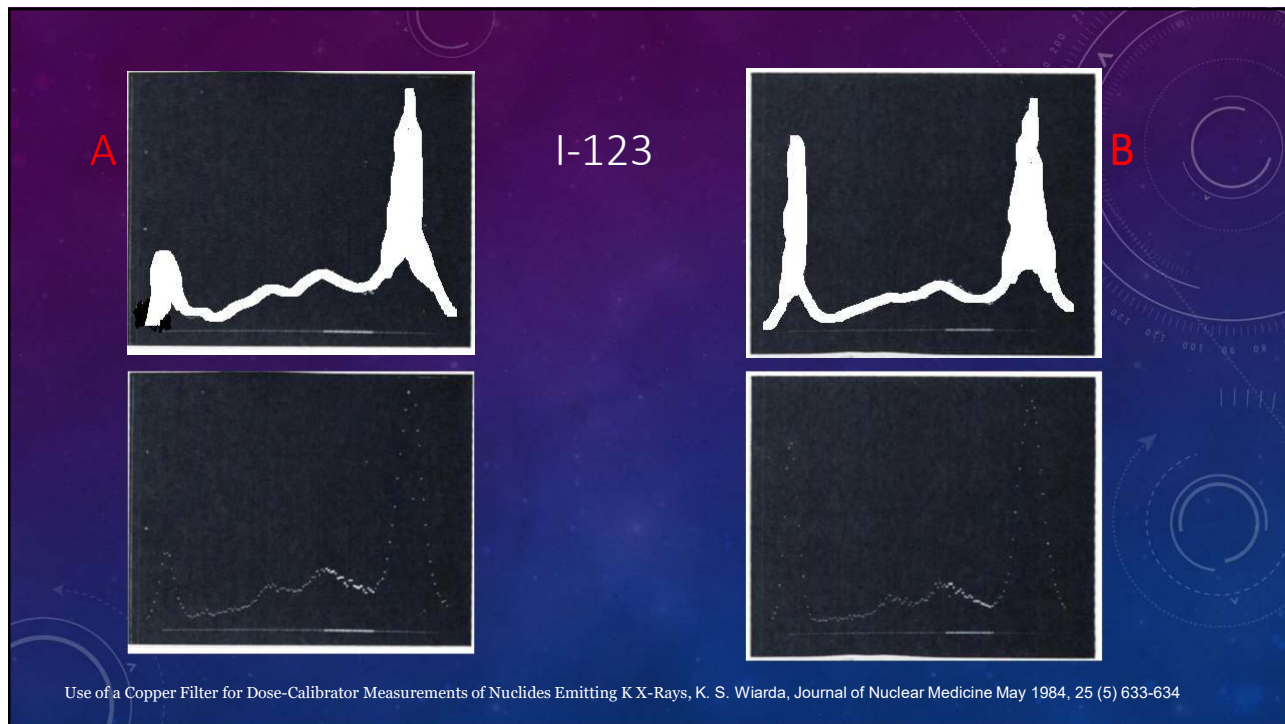 A
I-123
B
Use of a Copper Filter for Dose-Calibrator Measurements of Nuclides Emitting K X-Rays, K. S. Wiarda, Journal of Nuclear Medicine May 1984, 25 (5) 633-634